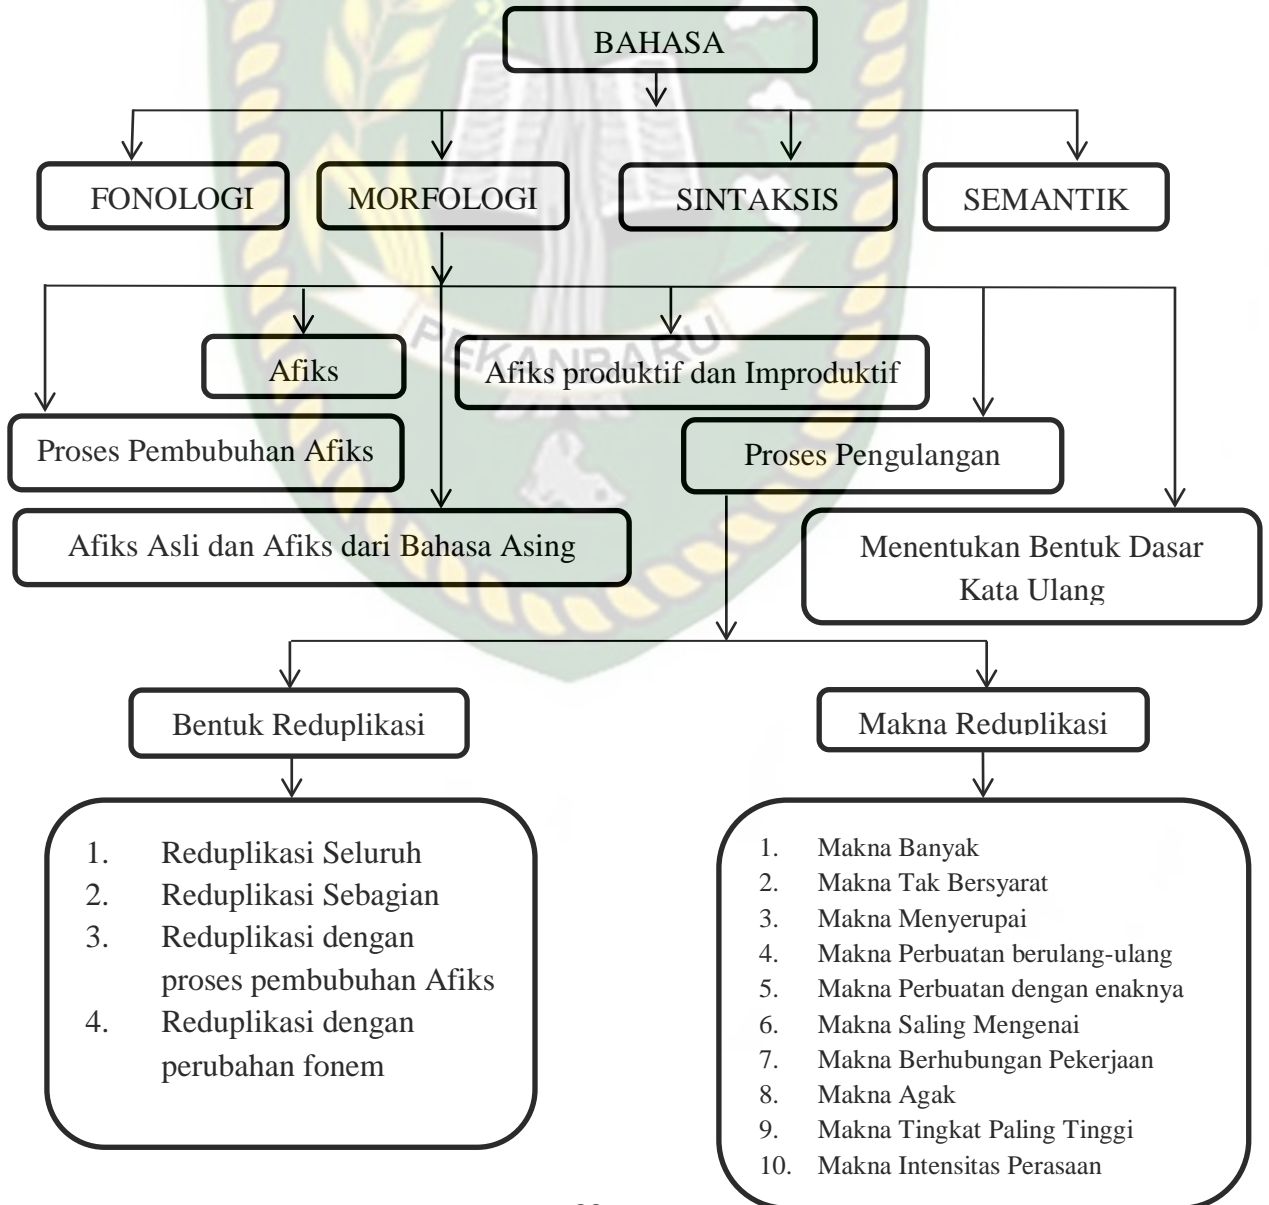 BAHASA
FONOLOGI
MORFOLOGI
SINTAKSIS
SEMANTIK
PEKANBARU
Afiks
Afiks produktif dan Improduktif
Proses Pembubuhan Afiks
Proses Pengulangan
Afiks Asli dan Afiks dari Bahasa Asing
Menentukan Bentuk Dasar
Kata Ulang
Bentuk Reduplikasi
Makna Reduplikasi
1. Reduplikasi Seluruh
2. Reduplikasi Sebagian
3. Reduplikasi dengan
proses pembubuhan Afiks
4. Reduplikasi dengan
perubahan fonem
1. Makna Banyak
2. Makna Tak Bersyarat
3. Makna Menyerupai
4. Makna Perbuatan berulang-ulang
5. Makna Perbuatan dengan enaknya
6. Makna Saling Mengenai
7. Makna Berhubungan Pekerjaan
8. Makna Agak
9. Makna Tingkat Paling Tinggi
10. Makna Intensitas Perasaan